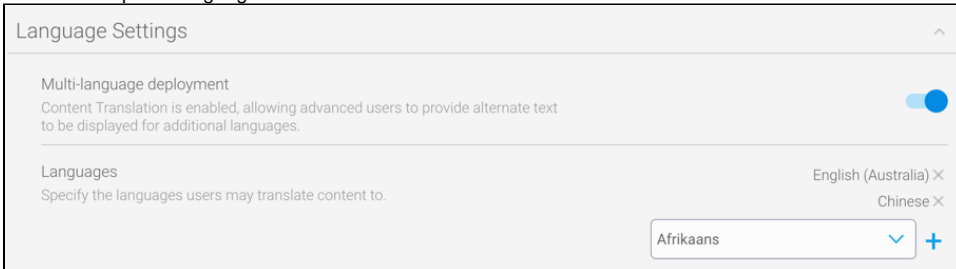 Language Settings
Multi-language deployment
Content Translation is enabled, allowing advanced users to provide alternate text
to be displayed for additional languages.
Languages
Specify the languages users may translate content to.
English (Australia) ×
Chinese ×
Afrikaans